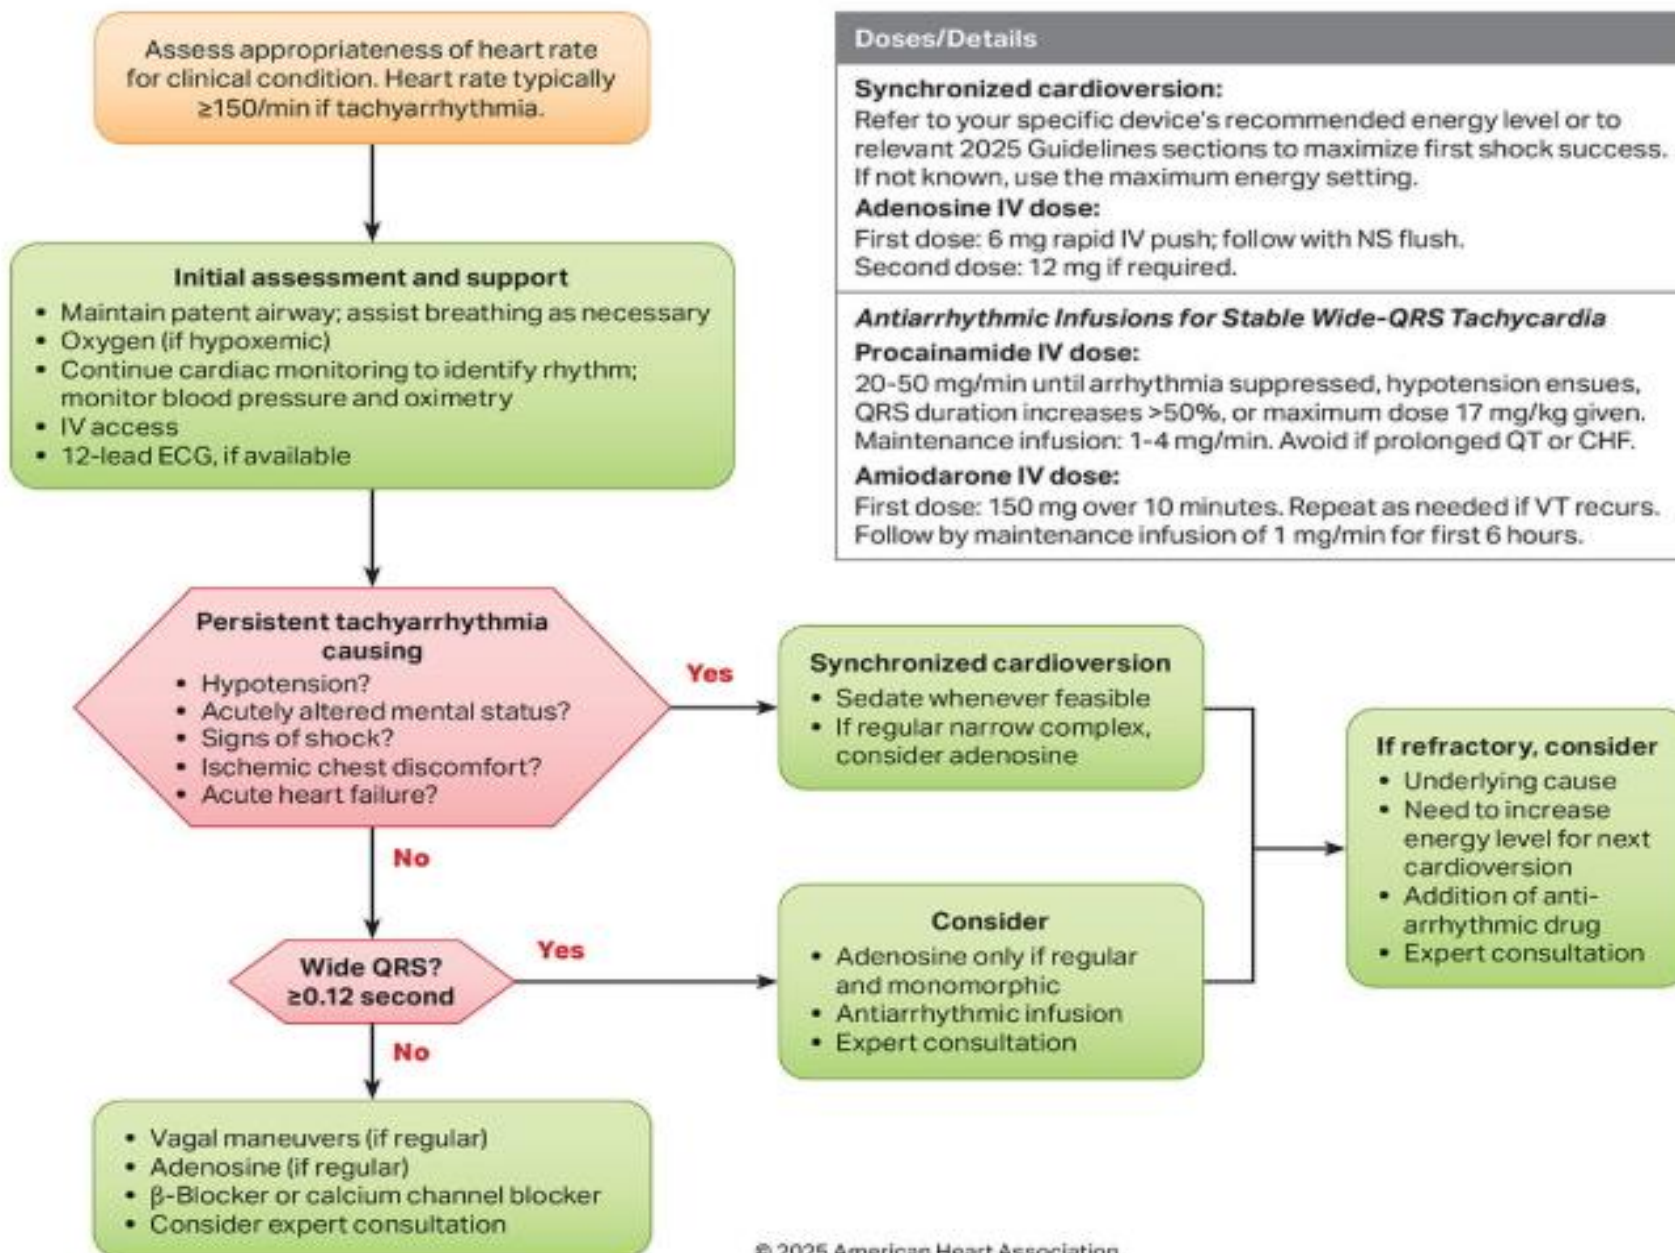 Assess appropriateness of heart rate
for clinical condition. Heart rate typically
≥150/min if tachyarrhythmia.
Initial assessment and support
• Maintain patent airway; assist breathing as necessary
• Oxygen (if hypoxemic)
• Continue cardiac monitoring to identify rhythm;
monitor blood pressure and oximetry
• IV access
• 12-lead ECG, if available
Persistent tachyarrhythmia
causing
• Hypotension?
• Acutely altered mental status?
• Signs of shock?
• Ischemic chest discomfort?
• Acute heart failure?
Yes
No
Synchronized cardioversion
• Sedate whenever feasible
• If regular narrow complex,
consider adenosine
Wide QRS?
≥0.12 second
Yes
No
Consider
• Adenosine only if regular
and monomorphic
• Antiarrhythmic infusion
• Expert consultation
If refractory, consider
• Underlying cause
• Need to increase
energy level for next
cardioversion
• Addition of anti-
arrhythmic drug
• Expert consultation
• Vagal maneuvers (if regular)
• Adenosine (if regular)
• β-Blocker or calcium channel blocker
• Consider expert consultation
Doses/Details
Synchronized cardioversion:
Refer to your specific device's recommended energy level or to
relevant 2025 Guidelines sections to maximize first shock success.
If not known, use the maximum energy setting.
Adenosine IV dose:
First dose: 6 mg rapid IV push; follow with NS flush.
Second dose: 12 mg if required.
Antiarrhythmic Infusions for Stable Wide-QRS Tachycardia
Procainamide IV dose:
20-50 mg/min until arrhythmia suppressed, hypotension ensues,
QRS duration increases >50%, or maximum dose 17 mg/kg given.
Maintenance infusion: 1-4 mg/min. Avoid if prolonged QT or CHF.
Amiodarone IV dose:
First dose: 150 mg over 10 minutes. Repeat as needed if VT recurs.
Follow by maintenance infusion of 1 mg/min for first 6 hours.
© 2025 American Heart Association